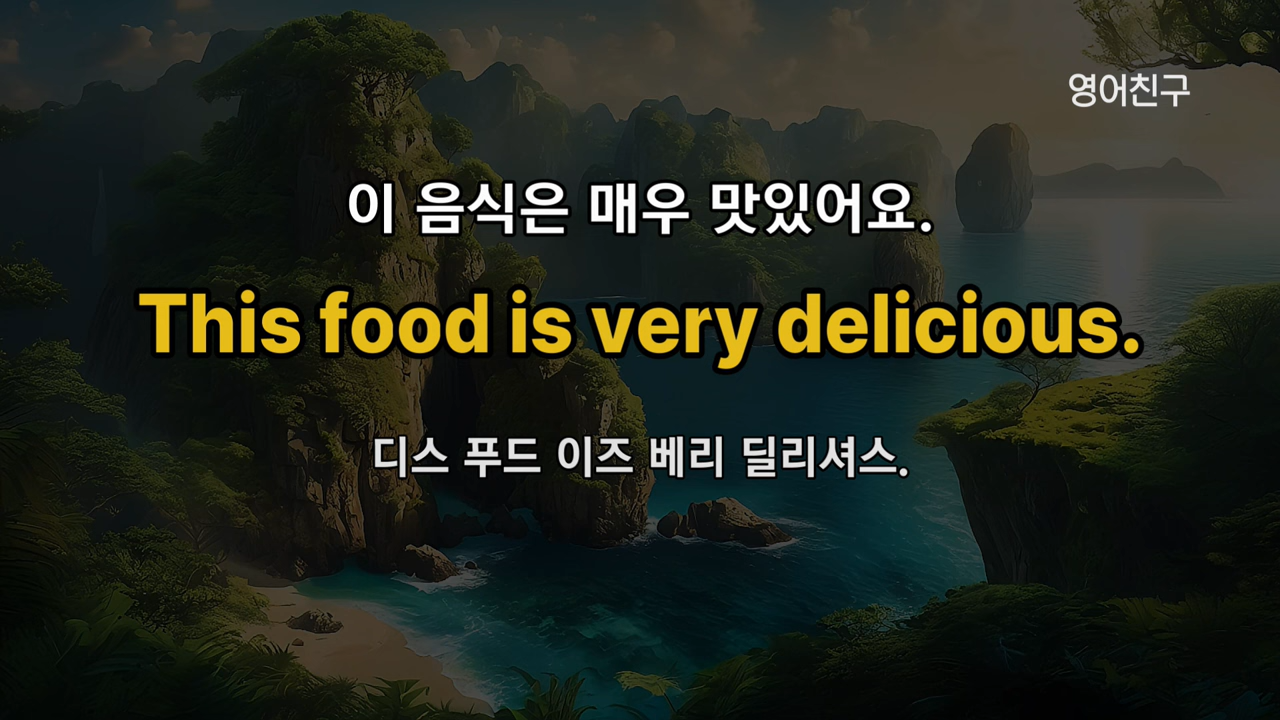 영어친구
이 음식은 매우 맛있어요.
This food is very delicious.
디스 푸드 이즈 베리 딜리셔스.